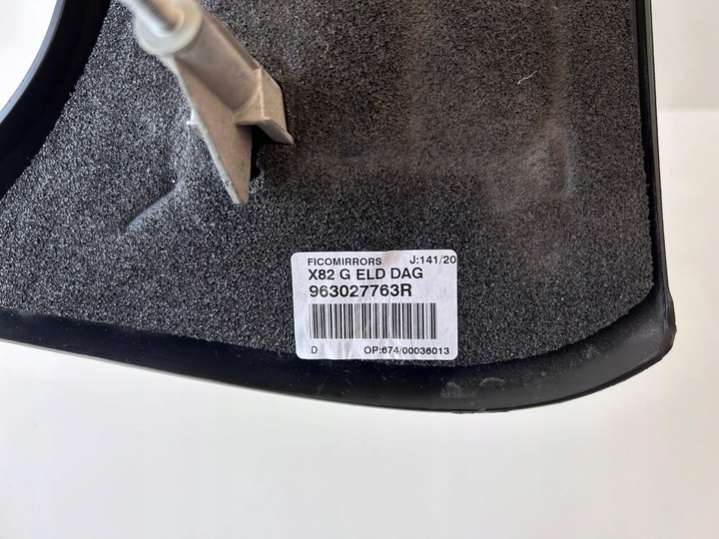 FICOMIRRORS J:141/20
X82 G ELD DAG
963027763R
D OP:674/00036013